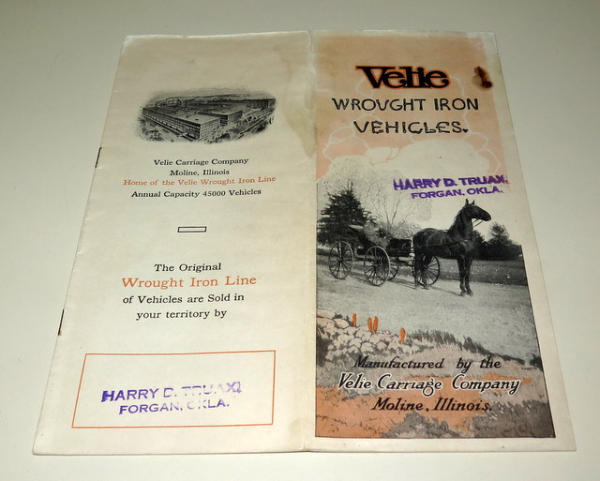 Velie Carriage Company
Moline, Illinois
Home of the Velie Wrought Iron Line
Annual Capacity 45000 Vehicles
The Original
Wrought Iron Line
of Vehicles are Sold in
your territory by
HARRY D. TRUAX
FORGAN, OKLA.
Velie
WROUGHT IRON
VEHICLES.
HARRY D. TRUAX,
FORGAN, OKLA.
Manufactured by the
Velie Carriage Company
Moline, Illinois.